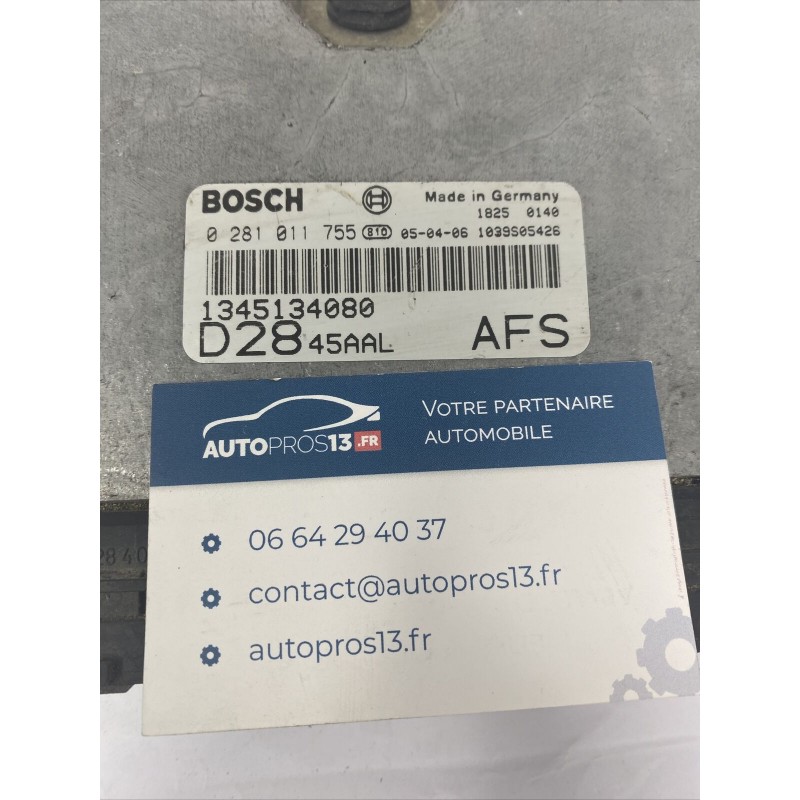 BOSCH Made in Germany
1825 0140
0 281 011 755 810 05-04-06 1039S05426
1345134080
D28 45AAL AFS
AUTOPROS13.FR
VOTRE PARTENAIRE
AUTOMOBILE
06 64 29 40 37
contact@autopros13.fr
autopros13.fr